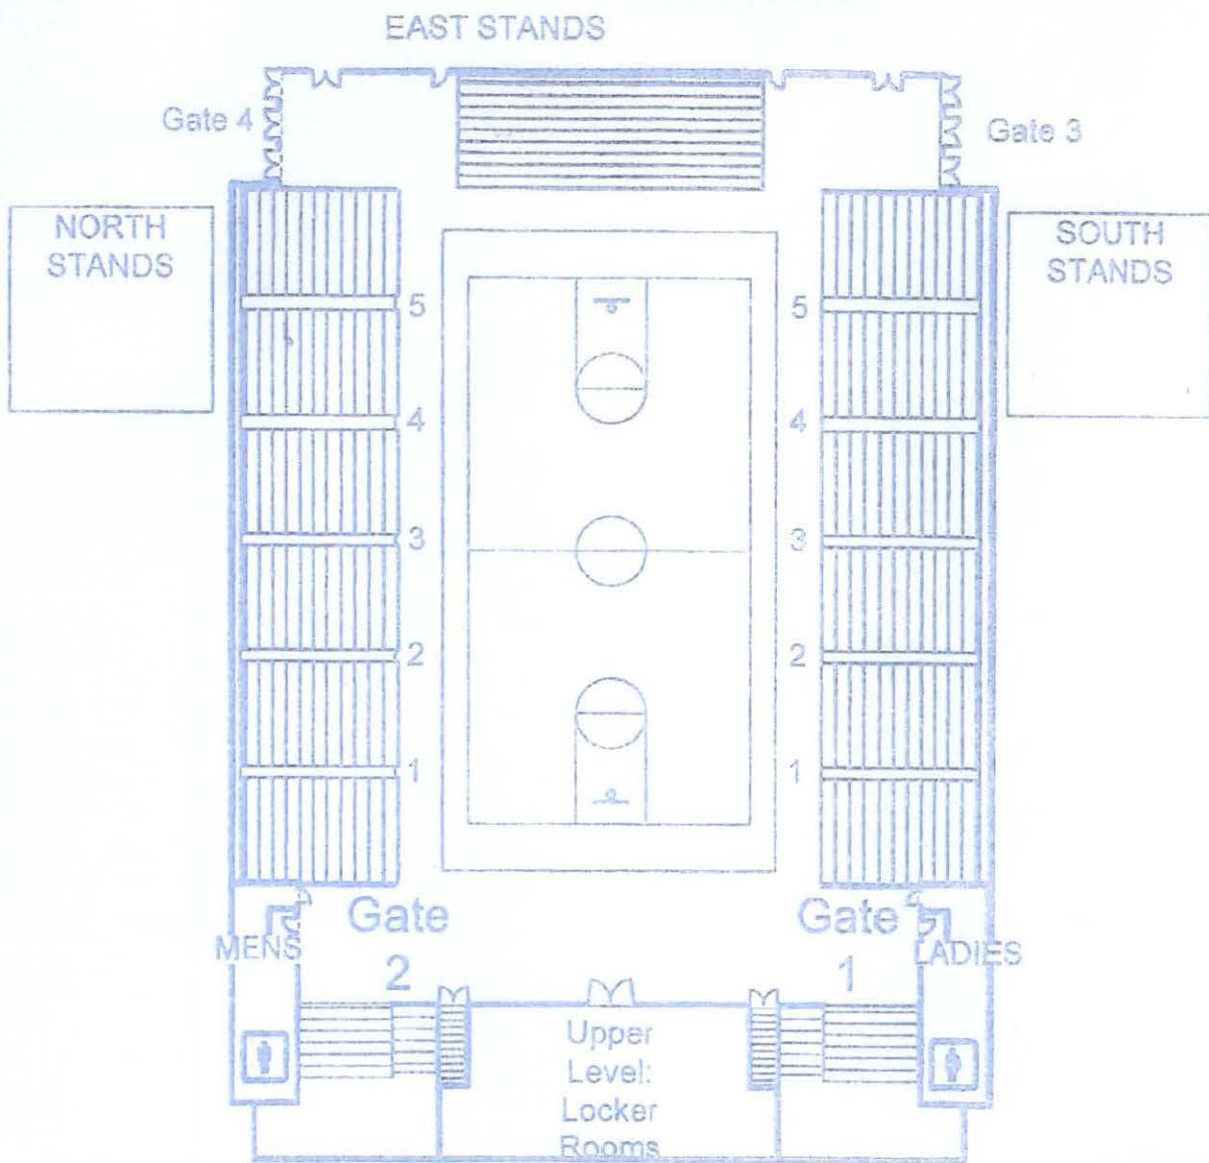 EAST STANDS
Gate 4
Gate 3
NORTH
STANDS
SOUTH
STANDS
5
5
4
4
3
3
2
2
1
1
Gate
2
Gate
1
MENS
LADIES
Upper
Level:
Locker
Rooms